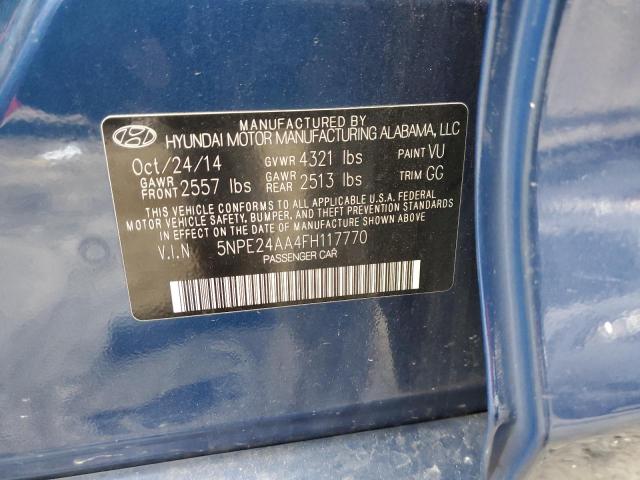 MANUFACTURED BY
HYUNDAI MOTOR MANUFACTURING ALABAMA, LLC
Oct/24/14 GVWR 4321 lbs PAINT VU
GAWR FRONT 2557 lbs GAWR REAR 2513 lbs TRIM GG
THIS VEHICLE CONFORMS TO ALL APPLICABLE U.S.A. FEDERAL
MOTOR VEHICLE SAFETY, BUMPER, AND THEFT PREVENTION STANDARDS
IN EFFECT ON THE DATE OF MANUFACTURE SHOWN ABOVE.
V.I.N 5NPE24AA4FH117770
PASSENGER CAR